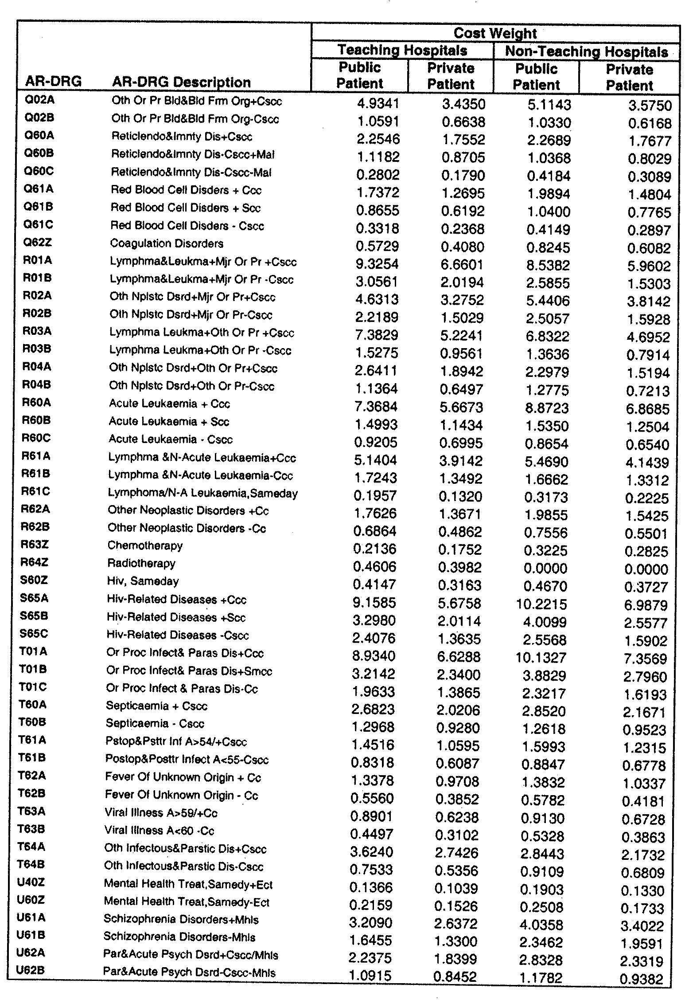 Cost Weight
Teaching Hospitals Non-Teaching Hospitals
Public Private Public Private
AR-DRG AR-DRG Description Patient Patient Patient Patient
Q02A Oth Or Pr Bld&Bld Frm Org+Cscc 4.9341 3.4350 5.1143 3.5750
Q02B Oth Or Pr Bld&Bld Frm Org-Cscc 1.0591 0.6638 1.0330 0.6168
Q60A Reticlendo&Imnty Dis+Cscc 2.2546 1.7552 2.2689 1.7677
Q60B Reticlendo&Imnty Dis-Cscc+Mal 1.1182 0.8705 1.0368 0.8029
Q60C Reticlendo&Imnty Dis-Cscc-Mal 0.2802 0.1790 0.4184 0.3089
Q61A Red Blood Cell Disders + Ccc 1.7372 1.2695 1.9894 1.4804
Q61B Red Blood Cell Disders + Scc 0.8655 0.6192 1.0400 0.7765
Q61C Red Blood Cell Disders - Cscc 0.3318 0.2368 0.4149 0.2897
Q62Z Coagulation Disorders 0.5729 0.4080 0.8245 0.6082
R01A Lymphma&Leukma+Mjr Or Pr +Cscc 9.3254 6.6601 8.5382 5.9602
R01B Lymphma&Leukma+Mjr Or Pr -Cscc 3.0561 2.0194 2.5855 1.5303
R02A Oth Nplstc Dsrd+Mjr Or Pr+Cscc 4.6313 3.2752 5.4406 3.8142
R02B Oth Nplstc Dsrd+Mjr Or Pr-Cscc 2.2189 1.5029 2.5057 1.5928
R03A Lymphma Leukma+Oth Or Pr +Cscc 7.3829 5.2241 6.8322 4.6952
R03B Lymphma Leukma+Oth Or Pr -Cscc 1.5275 0.9561 1.3636 0.7914
R04A Oth Nplstc Dsrd+Oth Or Pr+Cscc 2.6411 1.8942 2.2979 1.5194
R04B Oth Nplstc Dsrd+Oth Or Pr-Cscc 1.1364 0.6497 1.2775 0.7213
R60A Acute Leukaemia + Ccc 7.3684 5.6673 8.8723 6.8685
R60B Acute Leukaemia + Scc 1.4993 1.1434 1.5350 1.2504
R60C Acute Leukaemia - Cscc 0.9205 0.6995 0.8654 0.6540
R61A Lymphma &N-Acute Leukaemia+Ccc 5.1404 3.9142 5.4690 4.1439
R61B Lymphma &N-Acute Leukaemia-Ccc 1.7243 1.3492 1.6662 1.3312
R61C Lymphoma/N-A Leukaemia,Sameday 0.1957 0.1320 0.3173 0.2225
R62A Other Neoplastic Disorders +Cc 1.7626 1.3671 1.9855 1.5425
R62B Other Neoplastic Disorders -Cc 0.6864 0.4862 0.7556 0.5501
R63Z Chemotherapy 0.2136 0.1752 0.3225 0.2825
R64Z Radiotherapy 0.4606 0.3982 0.0000 0.0000
S60Z Hiv, Sameday 0.4147 0.3163 0.4670 0.3727
S65A Hiv-Related Diseases +Ccc 9.1585 5.6758 10.2215 6.9879
S65B Hiv-Related Diseases +Scc 3.2980 2.0114 4.0099 2.5577
S65C Hiv-Related Diseases -Cscc 2.4076 1.3635 2.5568 1.5902
T01A Or Proc Infect& Paras Dis+Ccc 8.9340 6.6288 10.1327 7.3569
T01B Or Proc Infect& Paras Dis+Smcc 3.2142 2.3400 3.8829 2.7960
T01C Or Proc Infect & Paras Dis-Cc 1.9633 1.3865 2.3217 1.6193
T60A Septicaemia + Cscc 2.6823 2.0206 2.8520 2.1671
T60B Septicaemia - Cscc 1.2968 0.9280 1.2618 0.9523
T61A Pstop&Psttr Inf A>54/+Cscc 1.4516 1.0595 1.5993 1.2315
T61B Postop&Posttr Infect A<55-Cscc 0.8318 0.6087 0.8847 0.6778
T62A Fever Of Unknown Origin + Cc 1.3378 0.9708 1.3832 1.0337
T62B Fever Of Unknown Origin - Cc 0.5560 0.3852 0.5782 0.4181
T63A Viral Illness A>59/+Cc 0.8901 0.6238 0.9130 0.6728
T63B Viral Illness A<60 -Cc 0.4497 0.3102 0.5328 0.3863
T64A Oth Infectous&Parstic Dis+Cscc 3.6240 2.7426 2.8443 2.1732
T64B Oth Infectous&Parstic Dis-Cscc 0.7533 0.5356 0.9109 0.6809
U40Z Mental Health Treat,Samedy+Ect 0.1366 0.1039 0.1903 0.1330
U60Z Mental Health Treat,Samedy-Ect 0.2159 0.1526 0.2508 0.1733
U61A Schizophrenia Disorders+Mhls 3.2090 2.6372 4.0358 3.4022
U61B Schizophrenia Disorders-Mhls 1.6455 1.3300 2.3462 1.9591
U62A Par&Acute Psych Dsrd+Cscc/Mhls 2.2375 1.8399 2.8328 2.3319
U62B Par&Acute Psych Dsrd-Cscc-Mhls 1.0915 0.8452 1.1782 0.9382